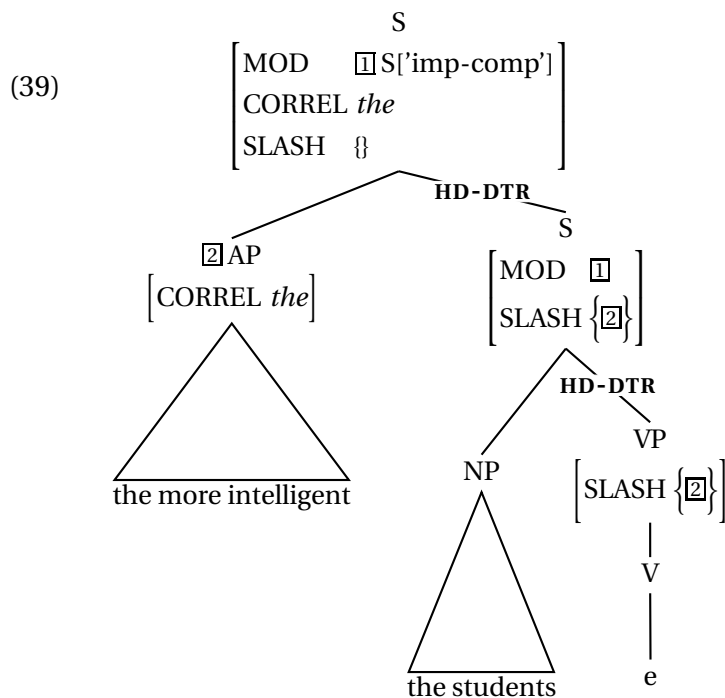 (39)
S
MOD 1 S['imp-comp']
CORREL the
SLASH {}
HD-DTR
2 AP
[CORREL the]
S
MOD 1
SLASH {2}
HD-DTR
VP
NP
[SLASH {2}]
the more intelligent
V
e
the students